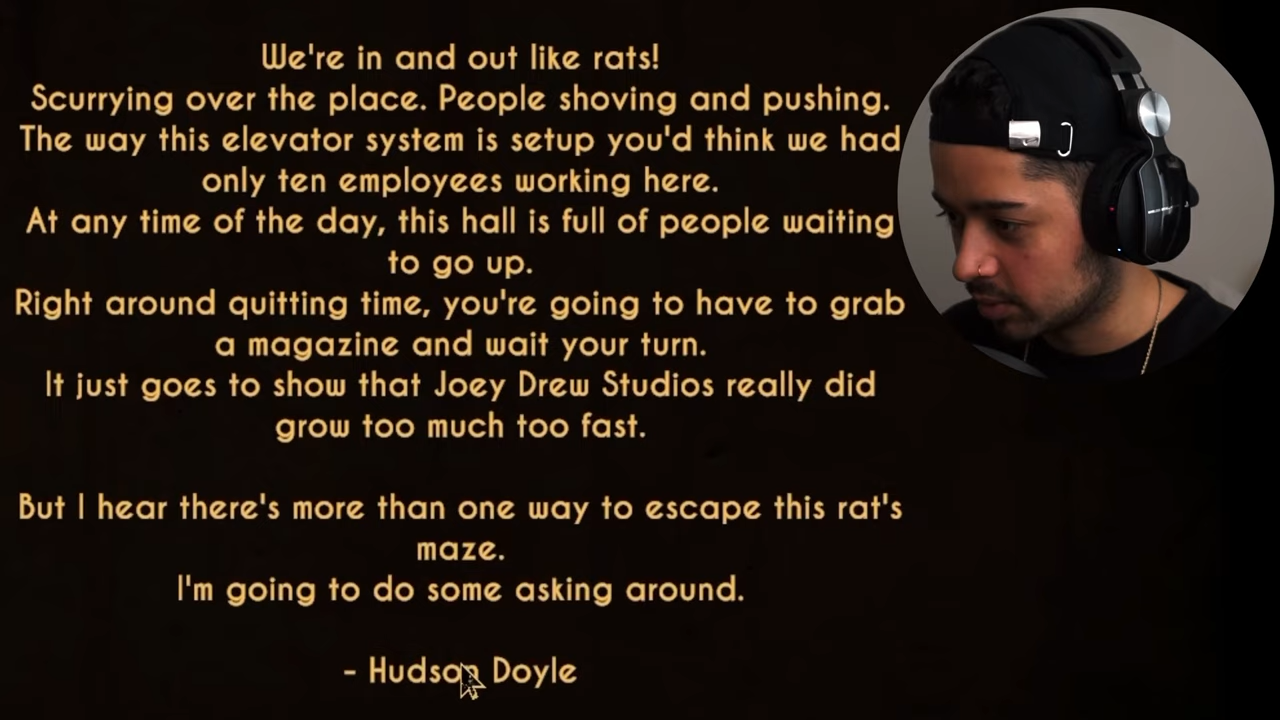 We're in and out like rats!
Scurrying over the place. People shoving and pushing.
The way this elevator system is setup you'd think we had
only ten employees working here.
At any time of the day, this hall is full of people waiting
to go up.
Right around quitting time, you're going to have to grab
a magazine and wait your turn.
It just goes to show that Joey Drew Studios really did
grow too much too fast.
But I hear there's more than one way to escape this rat's
maze.
I'm going to do some asking around.
- Hudson Doyle